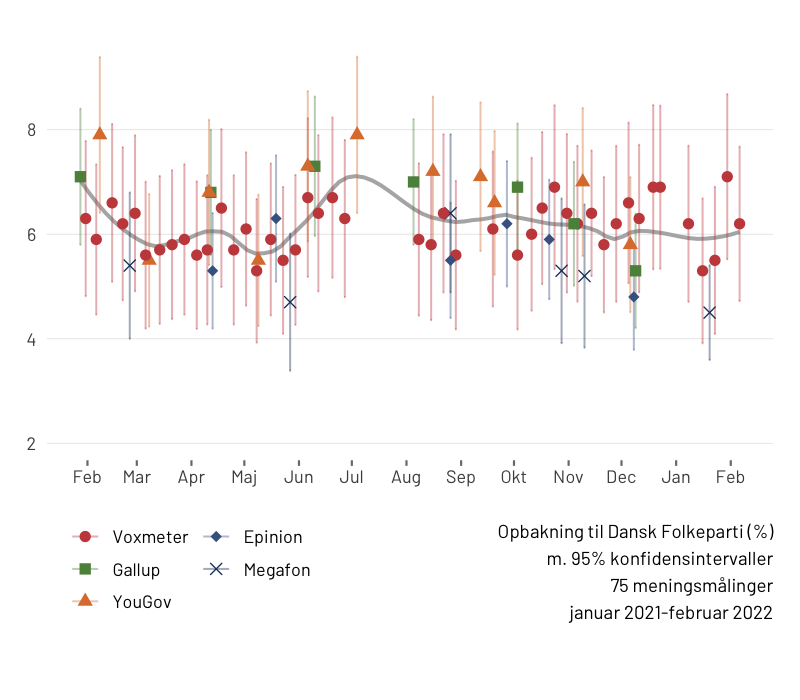 8
6
4
2
Feb Mar Apr Maj Jun Jul Aug Sep Okt Nov Dec Jan Feb
Voxmeter Epinion
Gallup Megafon
YouGov
Opbakning til Dansk Folkeparti (%)
m. 95% konfidensintervaller
75 meningsmålinger
januar 2021-februar 2022